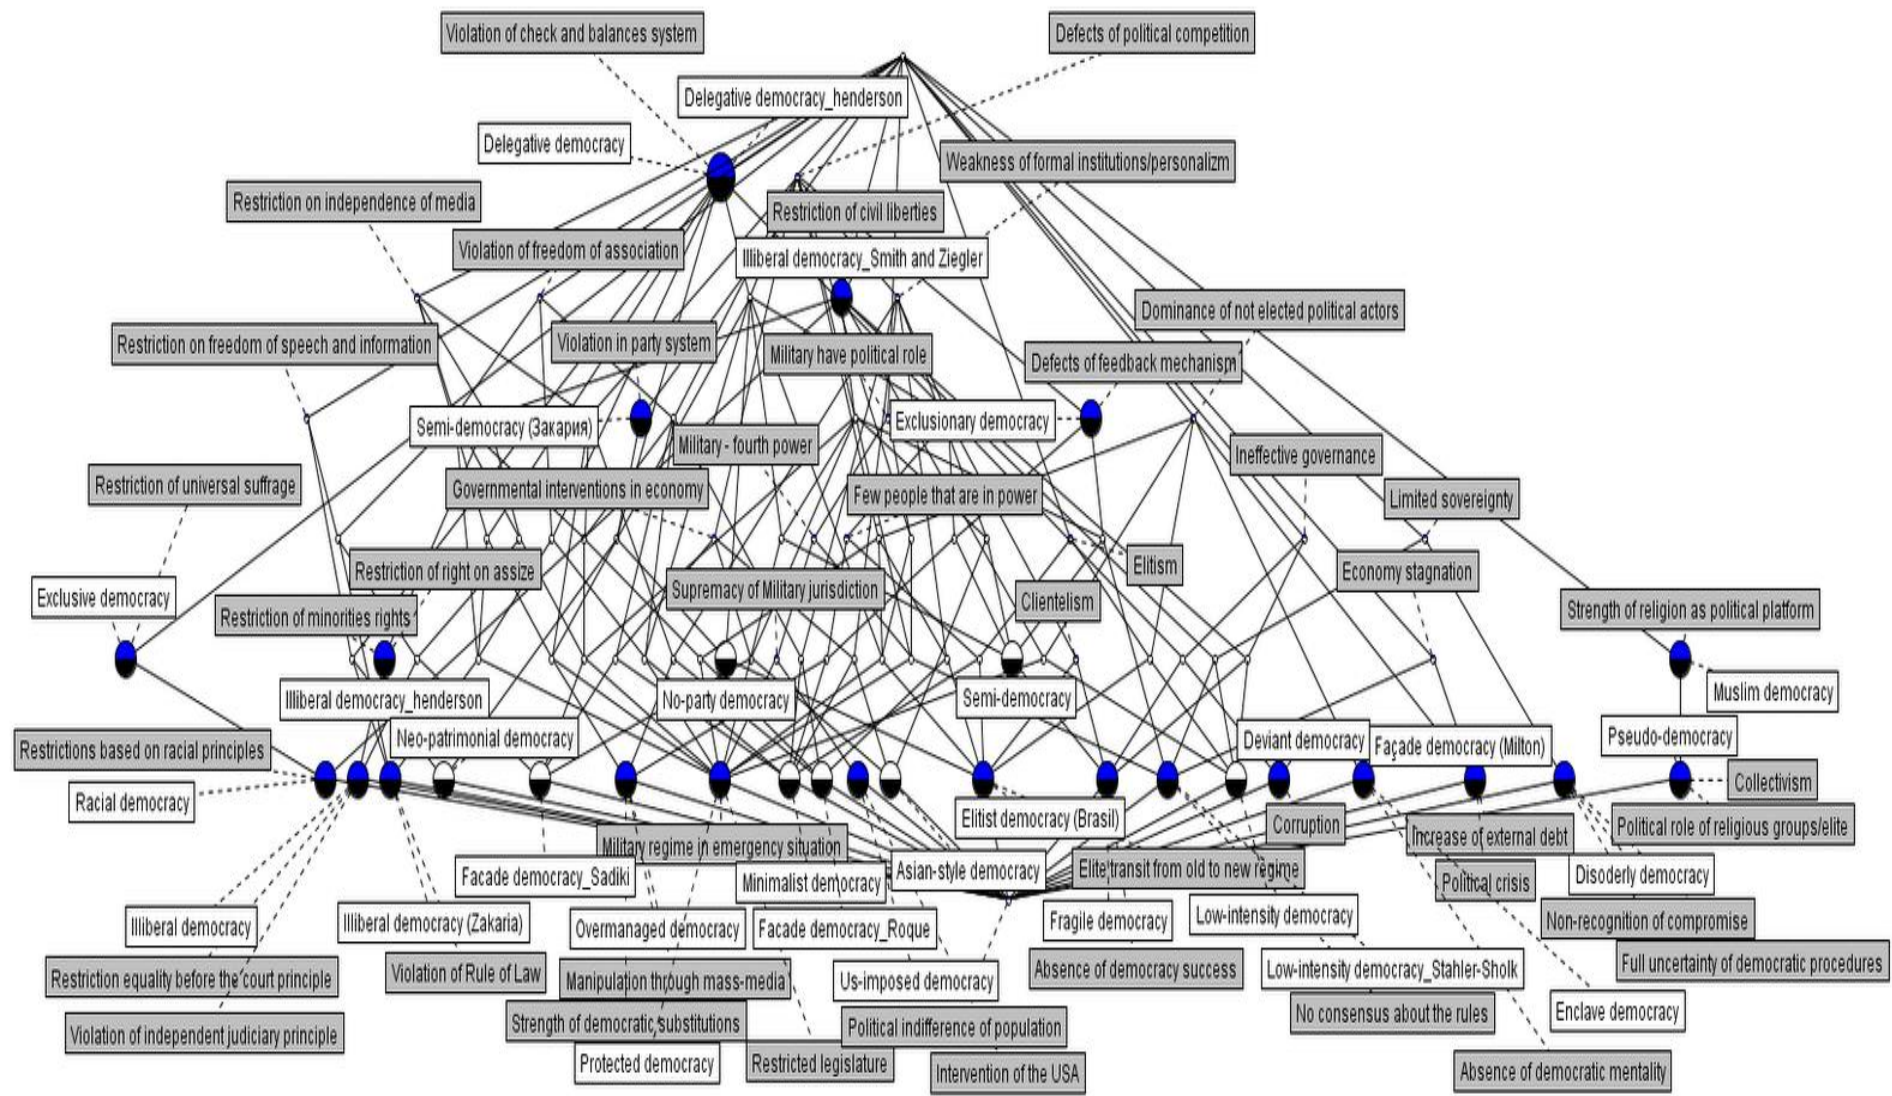 Violation of check and balances system
Defects of political competition
Delegative democracy_henderson
Delegative democracy
Weakness of formal institutions/personalizm
Restriction on independence of media
Restriction of civil liberties
Violation of freedom of association
Illiberal democracy_Smith and Ziegler
Dominance of not elected political actors
Restriction on freedom of speech and information
Violation in party system
Military have political role
Defects of feedback mechanism
Semi-democracy (Закария)
Exclusionary democracy
Military - fourth power
Ineffective governance
Restriction of universal suffrage
Governmental interventions in economy
Few people that are in power
Limited sovereignty
Restriction of right on assize
Elitism
Economy stagnation
Exclusive democracy
Supremacy of Military jurisdiction
Clientelism
Restriction of minorities rights
Strength of religion as political platform
Illiberal democracy_henderson
No-party democracy
Semi-democracy
Muslim democracy
Neo-patrimonial democracy
Deviant democracy
Façade democracy (Milton)
Pseudo-democracy
Restrictions based on racial principles
Racial democracy
Collectivism
Elitist democracy (Brasil)
Corruption
Increase of external debt
Political role of religious groups/elite
Military regime in emergency situation
Facade democracy_Sadiki
Minimalist democracy
Asian-style democracy
Elite transit from old to new regime
Political crisis
Disoderly democracy
Illiberal democracy
Illiberal democracy (Zakaria)
Overmanaged democracy
Facade democracy_Roque
Fragile democracy
Low-intensity democracy
Non-recognition of compromise
Restriction equality before the court principle
Violation of Rule of Law
Manipulation through mass-media
Us-imposed democracy
Absence of democracy success
Low-intensity democracy_Stahler-Sholk
Full uncertainty of democratic procedures
Violation of independent judiciary principle
Strength of democratic substitutions
Political indifference of population
No consensus about the rules
Enclave democracy
Protected democracy
Restricted legislature
Intervention of the USA
Absence of democratic mentality